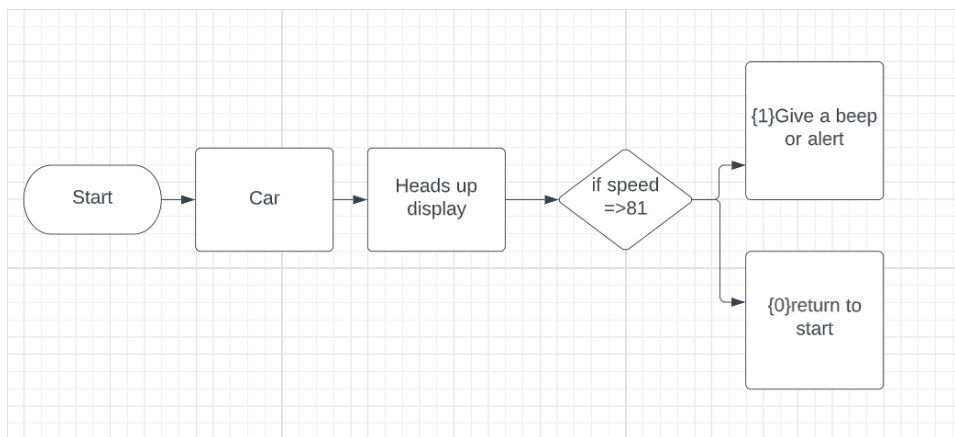 Start
Car
Heads up
display
if speed
=>81
{1}Give a beep
or alert
{0}return to
start